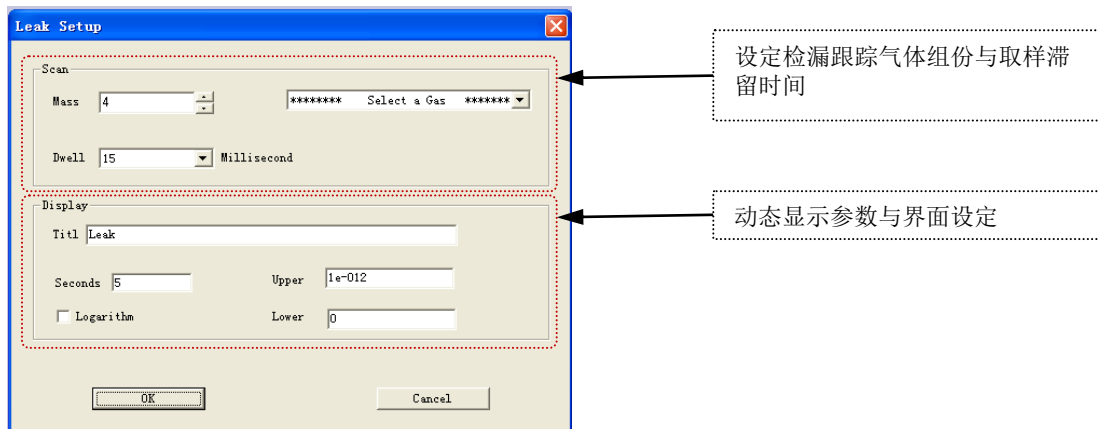 Leak Setup
Scan
Mass 4 ******** Select a Gas *******
Dwell 15 Millisecond
Display
Titl Leak
Seconds 5 Upper 1e-012
Logarithm Lower 0
OK Cancel
设定检漏跟踪气体组份与取样滞
留时间
动态显示参数与界面设定